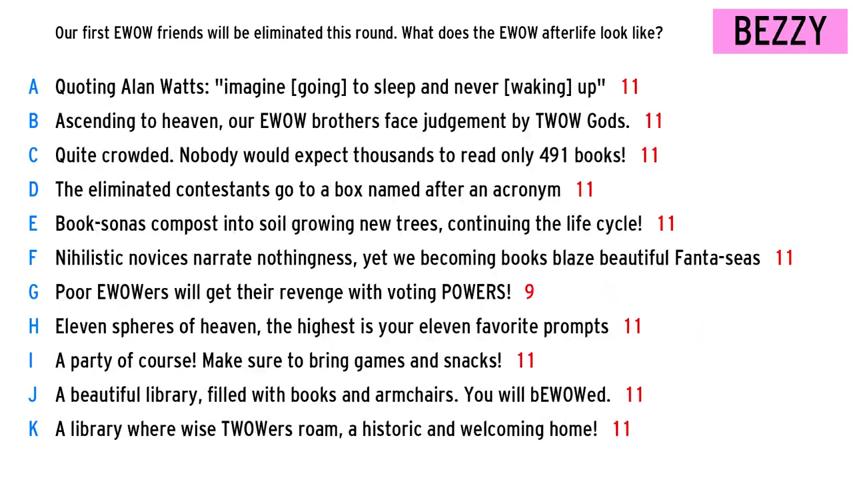 Our first EWOW friends will be eliminated this round. What does the EWOW afterlife look like?
BEZZY
A Quoting Alan Watts: "imagine [going] to sleep and never [waking] up" 11
B Ascending to heaven, our EWOW brothers face judgement by TWOW Gods. 11
C Quite crowded. Nobody would expect thousands to read only 491 books! 11
D The eliminated contestants go to a box named after an acronym 11
E Book-sonas compost into soil growing new trees, continuing the life cycle! 11
F Nihilistic novices narrate nothingness, yet we becoming books blaze beautiful Fanta-seas 11
G Poor EWOWers will get their revenge with voting POWERS! 9
H Eleven spheres of heaven, the highest is your eleven favorite prompts 11
I A party of course! Make sure to bring games and snacks! 11
J A beautiful library, filled with books and armchairs. You will bEWOWed. 11
K A library where wise TWOWers roam, a historic and welcoming home! 11